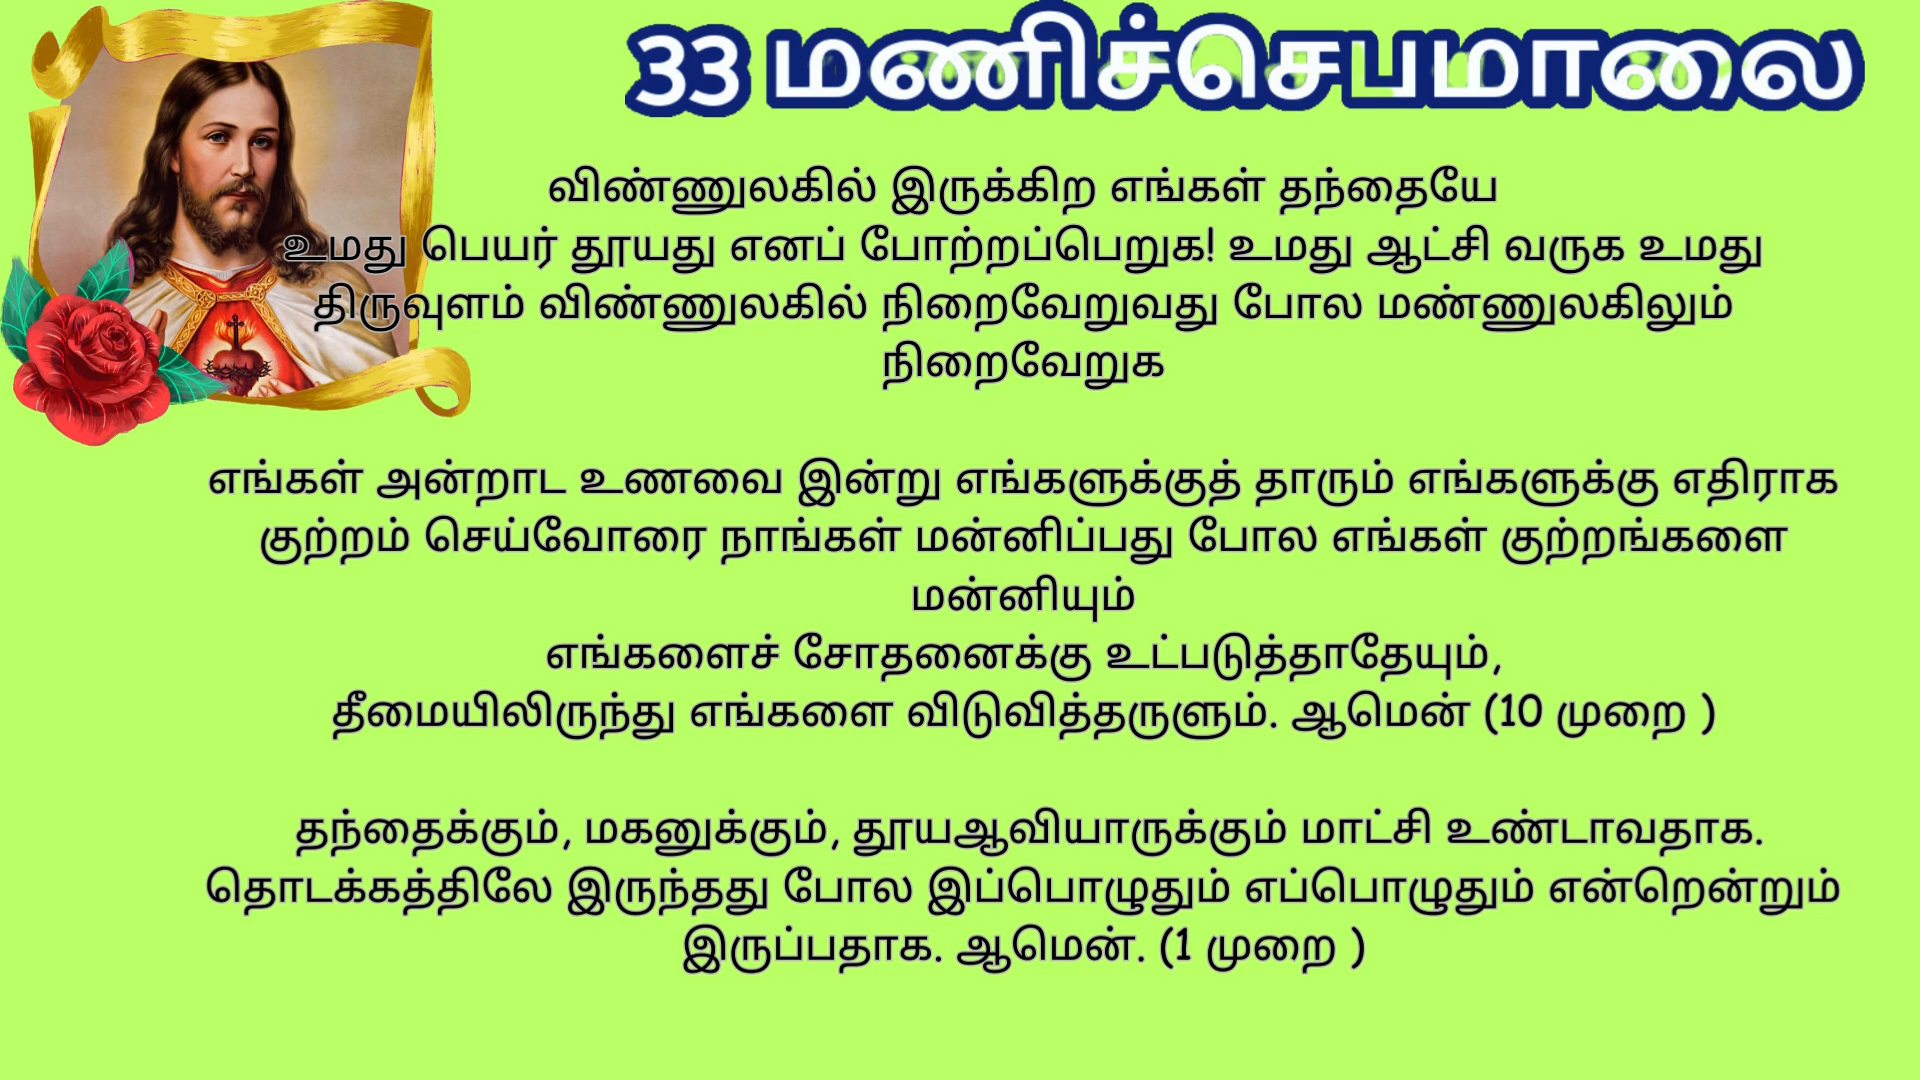 33 மணிச்செபமாலை
விண்ணுலகில் இருக்கிற எங்கள் தந்தையே
உமது பெயர் தூயது எனப் போற்றப்பெறுக! உமது ஆட்சி வருக உமது
திருவுளம் விண்ணுலகில் நிறைவேறுவது போல மண்ணுலகிலும்
நிறைவேறுக
எங்கள் அன்றாட உணவை இன்று எங்களுக்குத் தாரும் எங்களுக்கு எதிராக
குற்றம் செய்வோரை நாங்கள் மன்னிப்பது போல எங்கள் குற்றங்களை
மன்னியும்
எங்களைச் சோதனைக்கு உட்படுத்தாதேயும்,
தீமையிலிருந்து எங்களை விடுவித்தருளும். ஆமென் (10 முறை )
தந்தைக்கும், மகனுக்கும், தூயஆவியாருக்கும் மாட்சி உண்டாவதாக.
தொடக்கத்திலே இருந்தது போல இப்பொழுதும் எப்பொழுதும் என்றென்றும்
இருப்பதாக. ஆமென். (1 முறை )